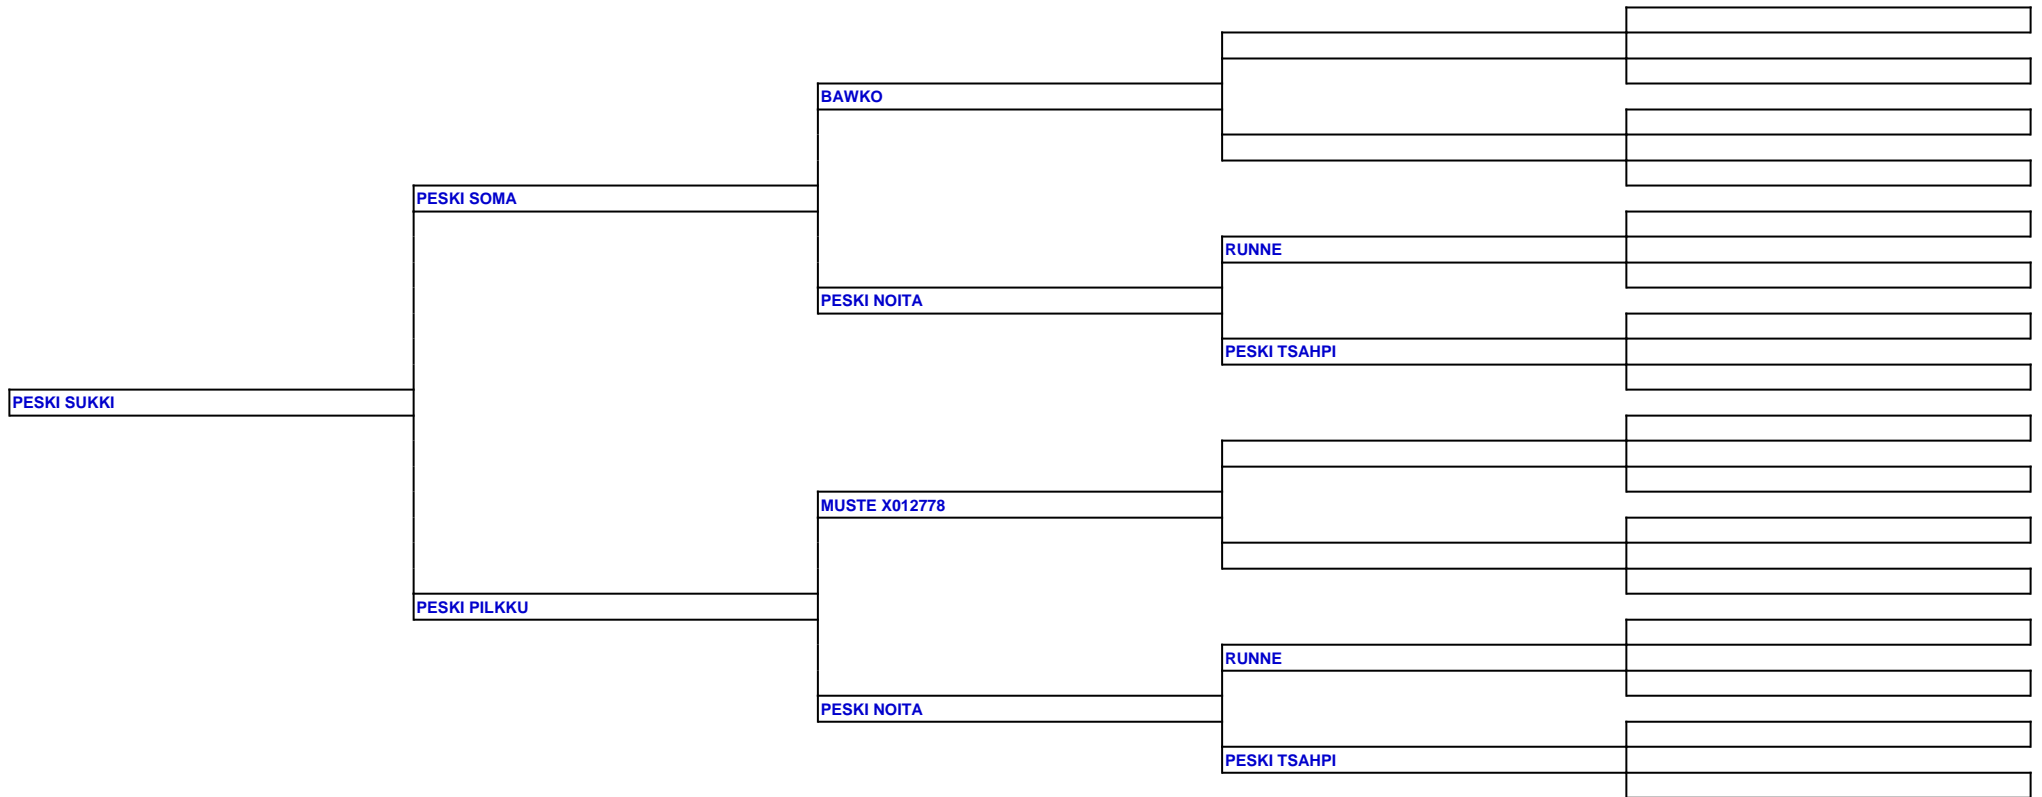 BAWKO
PESKI SOMA
RUNNE
PESKI NOITA
PESKI TSAHPI
PESKI SUKKI
MUSTE X012778
PESKI PILKKU
RUNNE
PESKI NOITA
PESKI TSAHPI